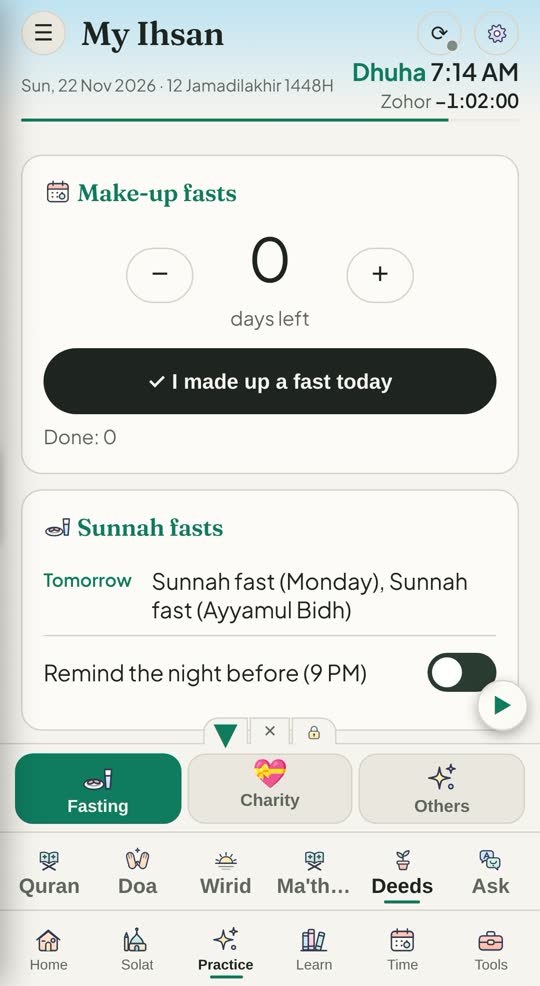 My Ihsan
Sun, 22 Nov 2026 · 12 Jamadilakhir 1448H
Dhuha 7:14 AM
Zohor −1:02:00
Make-up fasts
− 0 +
days left
✓ I made up a fast today
Done: 0
Sunnah fasts
Tomorrow Sunnah fast (Monday), Sunnah
fast (Ayyamul Bidh)
Remind the night before (9 PM)
Fasting Charity Others
Quran Doa Wirid Ma'th... Deeds Ask
Home Solat Practice Learn Time Tools